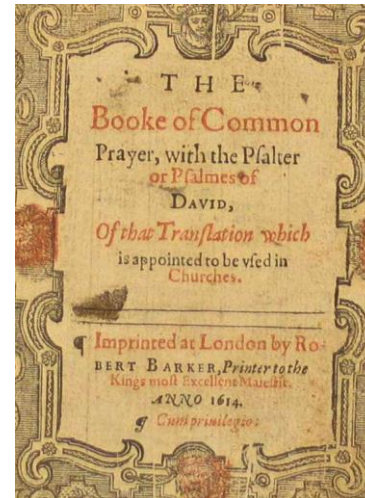 THE
Booke of Common
Prayer, with the Pſalter
or Pſalmes of
DAVID,
Of that Tranſlation which
is appointed to be vſed in
Churches.
¶ Imprinted at London by Ro-
BERT BARKER, Printer to the
Kings moſt Excellent Maieſtie.
ANNO 1614.
¶ Cum priuilegio: